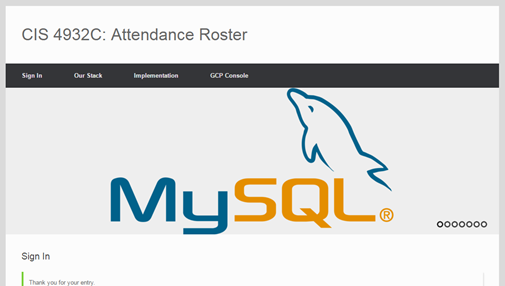 CIS 4932C: Attendance Roster
Sign In Our Stack Implementation GCP Console
MySQL®
Sign In
Thank you for your entry.